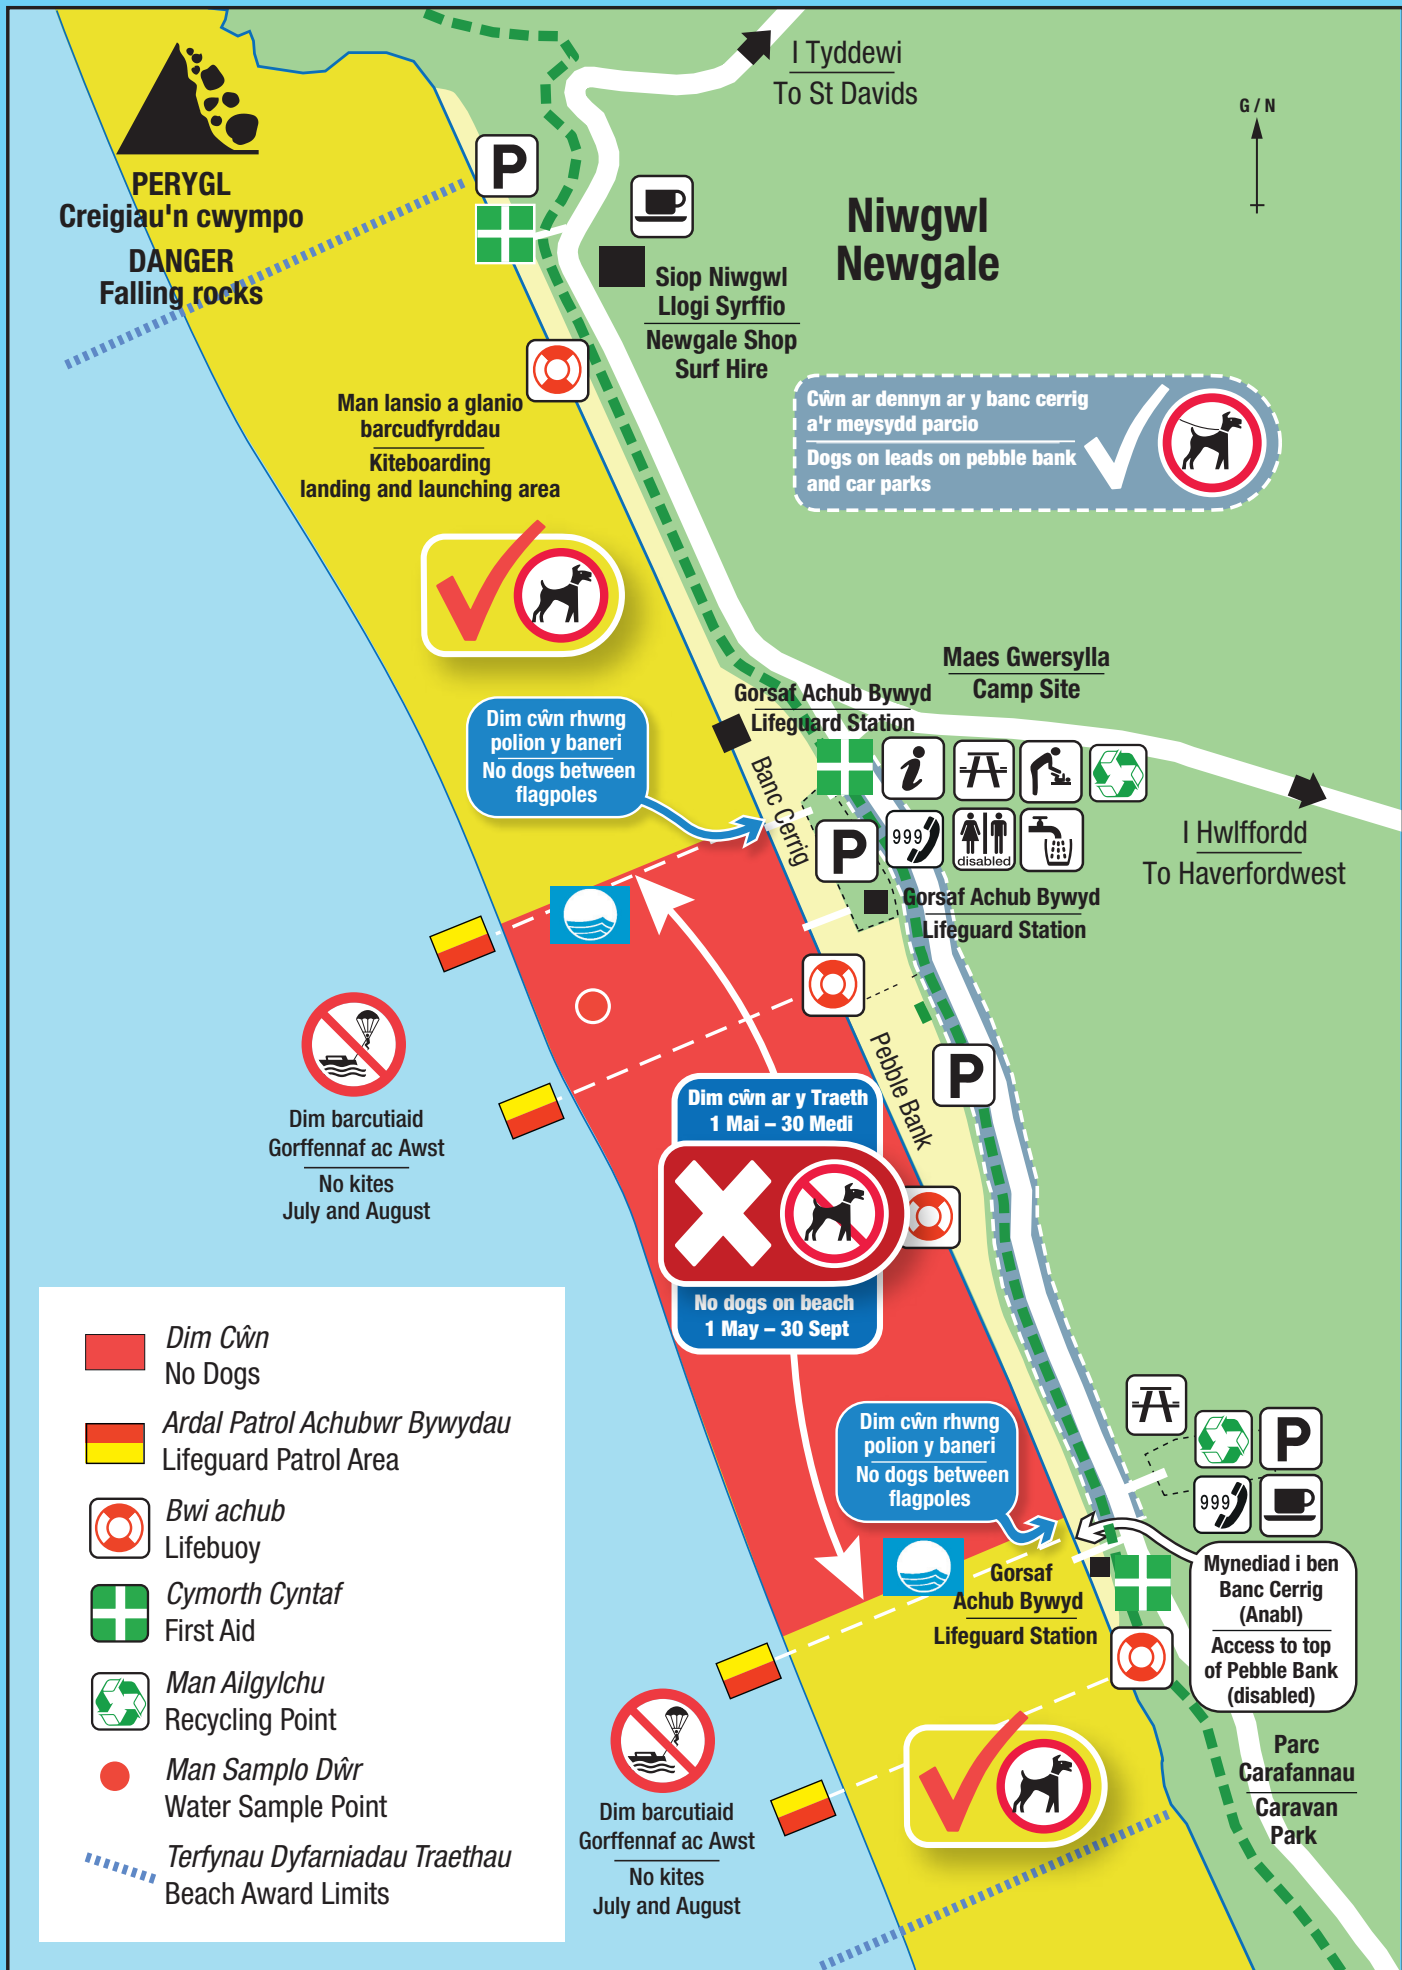 I Tyddewi
To St Davids
G / N
PERYGL
Creigiau'n cwympo
DANGER
Falling rocks
P
Niwgwl
Newgale
Siop Niwgwl
Llogi Syrffio
Newgale Shop
Surf Hire
Man lansio a glanio
barcudfyrddau
Kiteboarding
landing and launching area
Cŵn ar dennyn ar y banc cerrig
a'r meysydd parcio
Dogs on leads on pebble bank
and car parks
Maes Gwersylla
Camp Site
Gorsaf Achub Bywyd
Lifeguard Station
Dim cŵn rhwng
polion y baneri
No dogs between
flagpoles
Banc Cerrig
i
P
999
disabled
I Hwlffordd
To Haverfordwest
Gorsaf Achub Bywyd
Lifeguard Station
Pebble Bank
P
Dim barcutiaid
Gorffennaf ac Awst
No kites
July and August
Dim cŵn ar y Traeth
1 Mai – 30 Medi
No dogs on beach
1 May – 30 Sept
Dim cŵn rhwng
polion y baneri
No dogs between
flagpoles
P
999
Gorsaf
Achub Bywyd
Lifeguard Station
Mynediad i ben
Banc Cerrig
(Anabl)
Access to top
of Pebble Bank
(disabled)
Parc
Carafannau
Caravan
Park
Dim barcutiaid
Gorffennaf ac Awst
No kites
July and August
Dim Cŵn
No Dogs
Ardal Patrol Achubwr Bywydau
Lifeguard Patrol Area
Bwi achub
Lifebuoy
Cymorth Cyntaf
First Aid
Man Ailgylchu
Recycling Point
Man Samplo Dŵr
Water Sample Point
Terfynau Dyfarniadau Traethau
Beach Award Limits